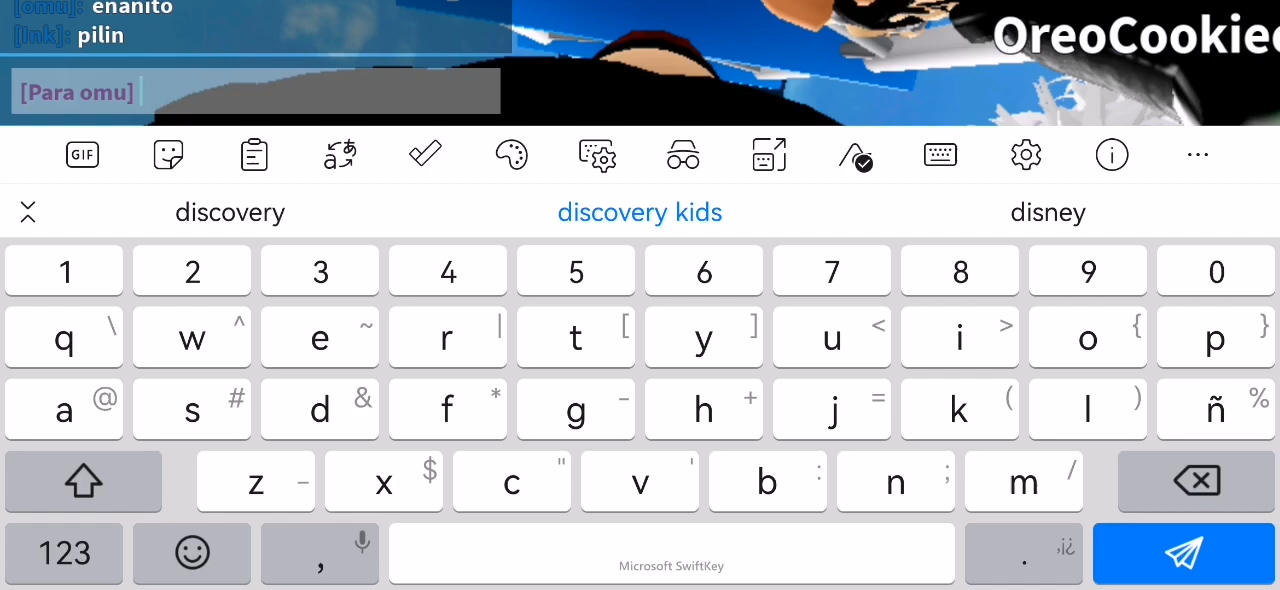 [omu]: enanito
[Ink]: pilin
OreoCookie
[Para omu]
GIF
discovery
discovery kids
disney
1 2 3 4 5 6 7 8 9 0
q \ w ^ e ~ r | t [ y ] u < i > o { p }
a @ s # d & f * g - h + j = k ( l ) ñ %
z _ x $ c " v ' b : n ; m /
123 , Microsoft SwiftKey . ,¡¿